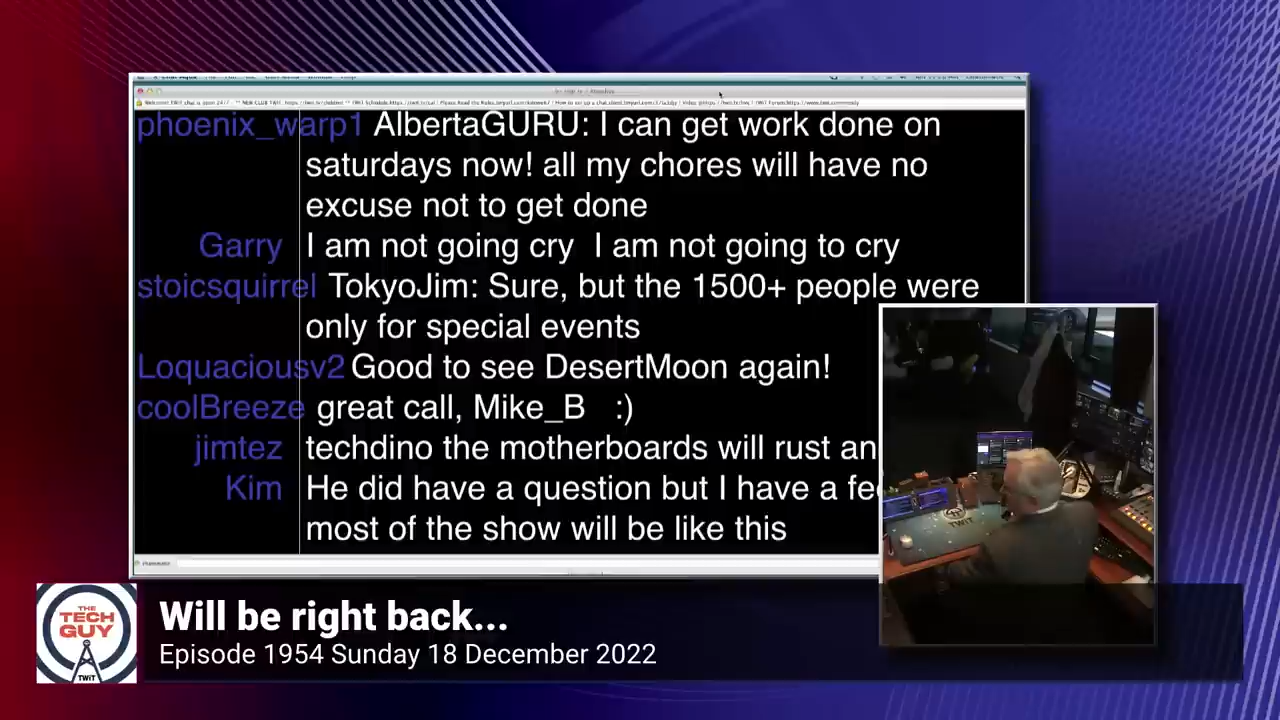 phoenix_warp1 AlbertaGURU: I can get work done on
saturdays now! all my chores will have no
excuse not to get done
Garry I am not going cry I am not going to cry
stoicsquirrel TokyoJim: Sure, but the 1500+ people were
only for special events
Loquaciousv2 Good to see DesertMoon again!
coolBreeze great call, Mike_B :)
jimtez techdino the motherboards will rust an
Kim He did have a question but I have a fe
most of the show will be like this
TWiT
THE
TECH
GUY
TWiT
Will be right back...
Episode 1954 Sunday 18 December 2022